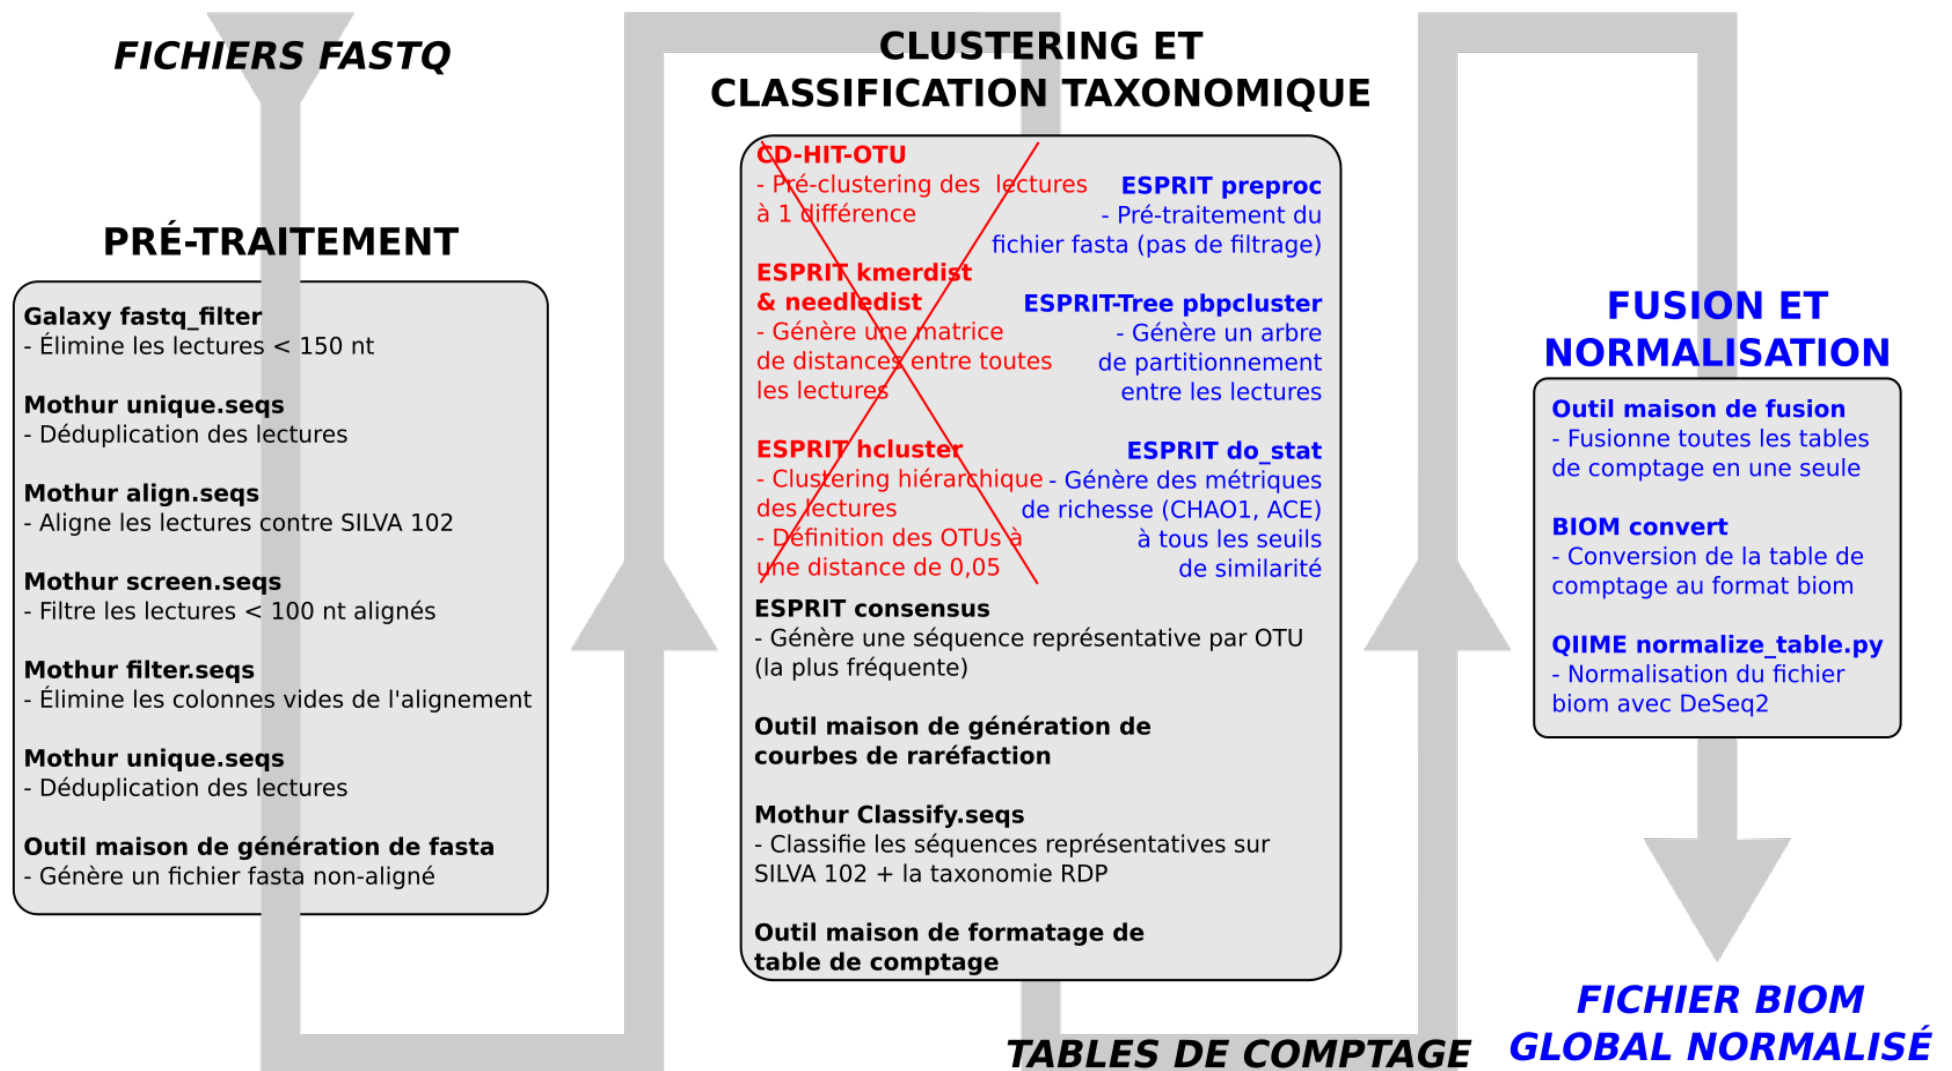 FICHIERS FASTQ
PRÉ-TRAITEMENT
Galaxy fastq_filter
- Élimine les lectures < 150 nt
Mothur unique.seqs
- Déduplication des lectures
Mothur align.seqs
- Aligne les lectures contre SILVA 102
Mothur screen.seqs
- Filtre les lectures < 100 nt alignés
Mothur filter.seqs
- Élimine les colonnes vides de l'alignement
Mothur unique.seqs
- Déduplication des lectures
Outil maison de génération de fasta
- Génère un fichier fasta non-aligné
CLUSTERING ET
CLASSIFICATION TAXONOMIQUE
CD-HIT-OTU
- Pré-clustering des lectures
à 1 différence
ESPRIT kmerdist
& needledist
- Génère une matrice
de distances entre toutes
les lectures
ESPRIT hcluster
- Clustering hiérarchique
des lectures
- Définition des OTUs à
une distance de 0,05
ESPRIT preproc
- Pré-traitement du
fichier fasta (pas de filtrage)
ESPRIT-Tree pbpcluster
- Génère un arbre
de partitionnement
entre les lectures
ESPRIT do_stat
- Génère des métriques
de richesse (CHAO1, ACE)
à tous les seuils
de similarité
ESPRIT consensus
- Génère une séquence représentative par OTU
(la plus fréquente)
Outil maison de génération de
courbes de raréfaction
Mothur Classify.seqs
- Classifie les séquences représentatives sur
SILVA 102 + la taxonomie RDP
Outil maison de formatage de
table de comptage
TABLES DE COMPTAGE
FUSION ET
NORMALISATION
Outil maison de fusion
- Fusionne toutes les tables
de comptage en une seule
BIOM convert
- Conversion de la table de
comptage au format biom
QIIME normalize_table.py
- Normalisation du fichier
biom avec DeSeq2
FICHIER BIOM
GLOBAL NORMALISÉ